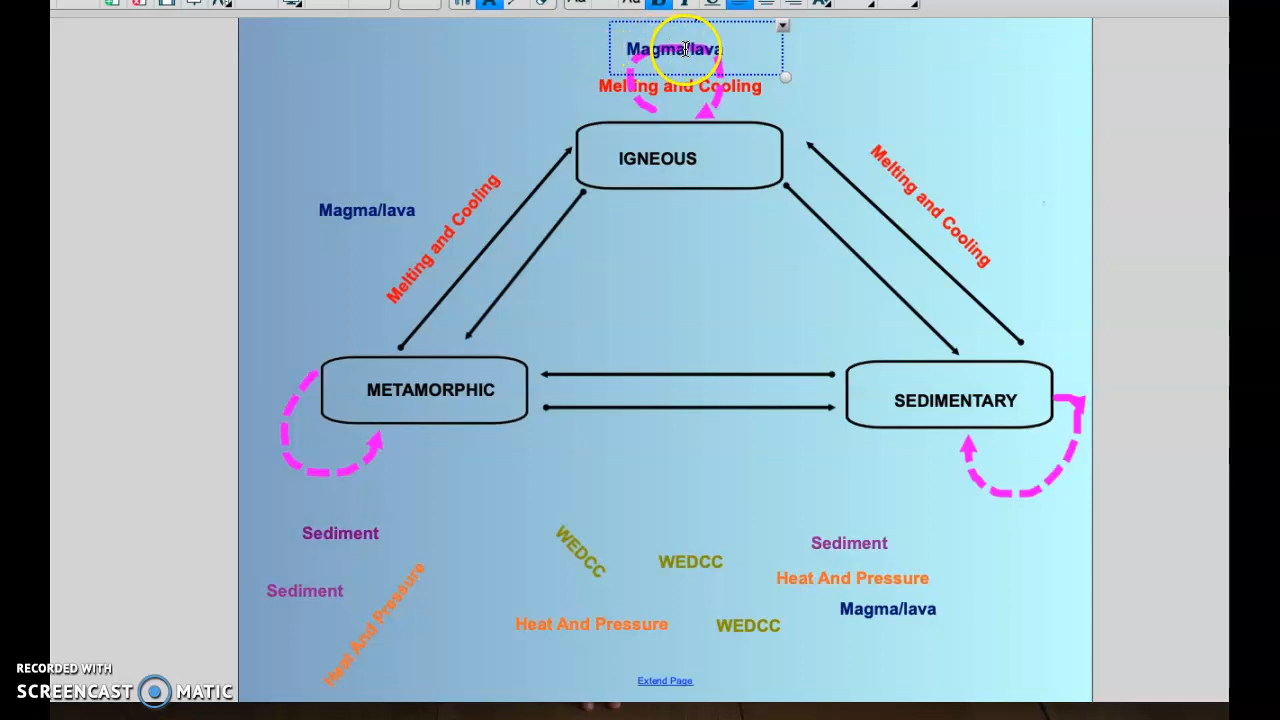 Magma/lava
Melting and Cooling
IGNEOUS
Melting and Cooling
Magma/lava
Melting and Cooling
METAMORPHIC
SEDIMENTARY
Sediment
WEDCC
WEDCC
Sediment
Heat And Pressure
Sediment
Heat And Pressure
Magma/lava
Heat And Pressure
WEDCC
RECORDED WITH
SCREENCAST MATIC
Extend Page